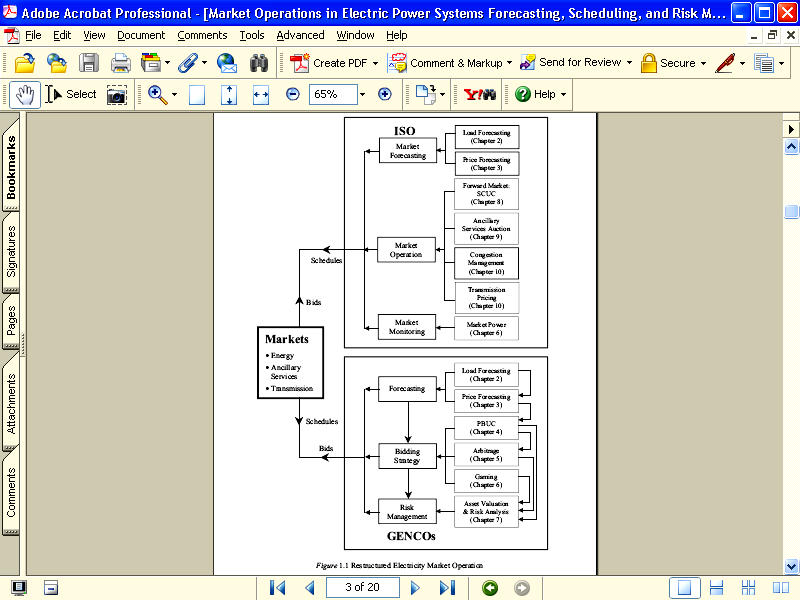 Adobe Acrobat Professional - [Market Operations in Electric Power Systems Forecasting, Scheduling, and Risk M...
File Edit View Document Comments Tools Advanced Window Help
Create PDF Comment & Markup Send for Review Secure
Select 65% Y! Help
Bookmarks
Signatures
Pages
Attachments
Comments
ISO
Market
Forecasting
Load Forecasting
(Chapter 2)
Price Forecasting
(Chapter 3)
Forward Market:
SCUC
(Chapter 8)
Ancillary
Services Auction
(Chapter 9)
Market
Operation
Congestion
Management
(Chapter 10)
Transmission
Pricing
(Chapter 10)
Market
Monitoring
Market Power
(Chapter 6)
Schedules
Bids
Markets
• Energy
• Ancillary
Services
• Transmission
Schedules
Bids
Forecasting
Load Forecasting
(Chapter 2)
Price Forecasting
(Chapter 3)
Bidding
Strategy
PBUC
(Chapter 4)
Arbitrage
(Chapter 5)
Gaming
(Chapter 6)
Risk
Management
Asset Valuation
& Risk Analysis
(Chapter 7)
GENCOs
Figure 1.1 Restructured Electricity Market Operation
3 of 20